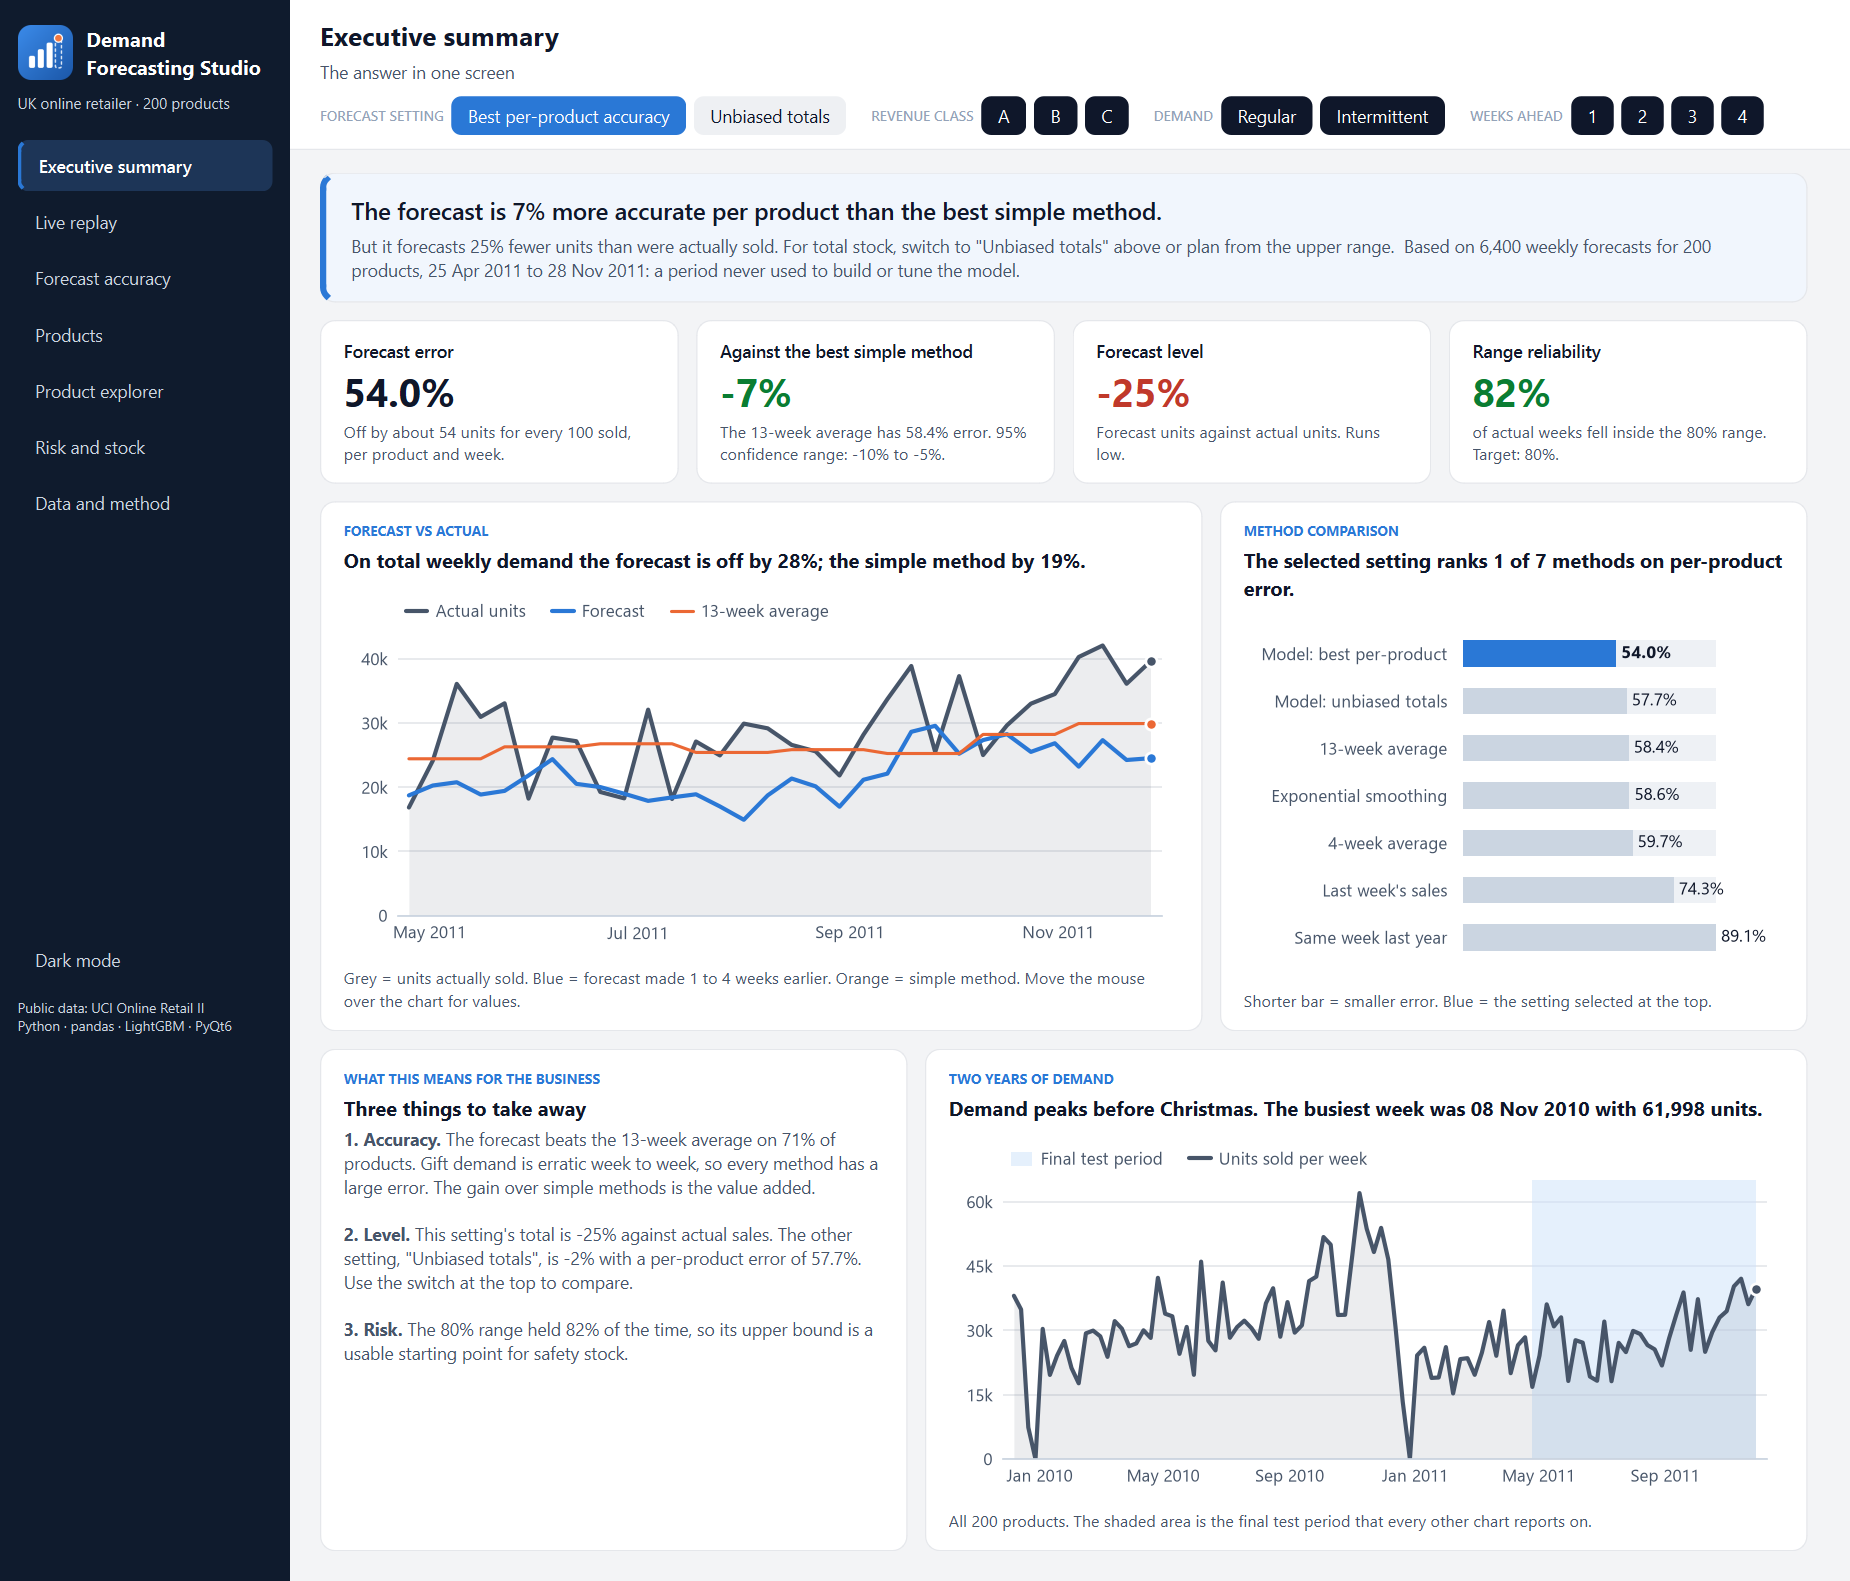 Demand
Forecasting Studio
UK online retailer · 200 products
Executive summary
Live replay
Forecast accuracy
Products
Product explorer
Risk and stock
Data and method
Dark mode
Public data: UCI Online Retail II
Python · pandas · LightGBM · PyQt6
Executive summary
The answer in one screen
FORECAST SETTING Best per-product accuracy Unbiased totals REVENUE CLASS A B C DEMAND Regular Intermittent WEEKS AHEAD 1 2 3 4
The forecast is 7% more accurate per product than the best simple method.
But it forecasts 25% fewer units than were actually sold. For total stock, switch to "Unbiased totals" above or plan from the upper range. Based on 6,400 weekly forecasts for 200
products, 25 Apr 2011 to 28 Nov 2011: a period never used to build or tune the model.
Forecast error
54.0%
Off by about 54 units for every 100 sold,
per product and week.
Against the best simple method
-7%
The 13-week average has 58.4% error. 95%
confidence range: -10% to -5%.
Forecast level
-25%
Forecast units against actual units. Runs
low.
Range reliability
82%
of actual weeks fell inside the 80% range.
Target: 80%.
FORECAST VS ACTUAL
On total weekly demand the forecast is off by 28%; the simple method by 19%.
Actual units Forecast 13-week average
40k
30k
20k
10k
0
May 2011 Jul 2011 Sep 2011 Nov 2011
Grey = units actually sold. Blue = forecast made 1 to 4 weeks earlier. Orange = simple method. Move the mouse
over the chart for values.
METHOD COMPARISON
The selected setting ranks 1 of 7 methods on per-product
error.
Model: best per-product 54.0%
Model: unbiased totals 57.7%
13-week average 58.4%
Exponential smoothing 58.6%
4-week average 59.7%
Last week's sales 74.3%
Same week last year 89.1%
Shorter bar = smaller error. Blue = the setting selected at the top.
WHAT THIS MEANS FOR THE BUSINESS
Three things to take away
1. Accuracy. The forecast beats the 13-week average on 71% of
products. Gift demand is erratic week to week, so every method has a
large error. The gain over simple methods is the value added.
2. Level. This setting's total is -25% against actual sales. The other
setting, "Unbiased totals", is -2% with a per-product error of 57.7%.
Use the switch at the top to compare.
3. Risk. The 80% range held 82% of the time, so its upper bound is a
usable starting point for safety stock.
TWO YEARS OF DEMAND
Demand peaks before Christmas. The busiest week was 08 Nov 2010 with 61,998 units.
Final test period Units sold per week
60k
45k
30k
15k
0
Jan 2010 May 2010 Sep 2010 Jan 2011 May 2011 Sep 2011
All 200 products. The shaded area is the final test period that every other chart reports on.